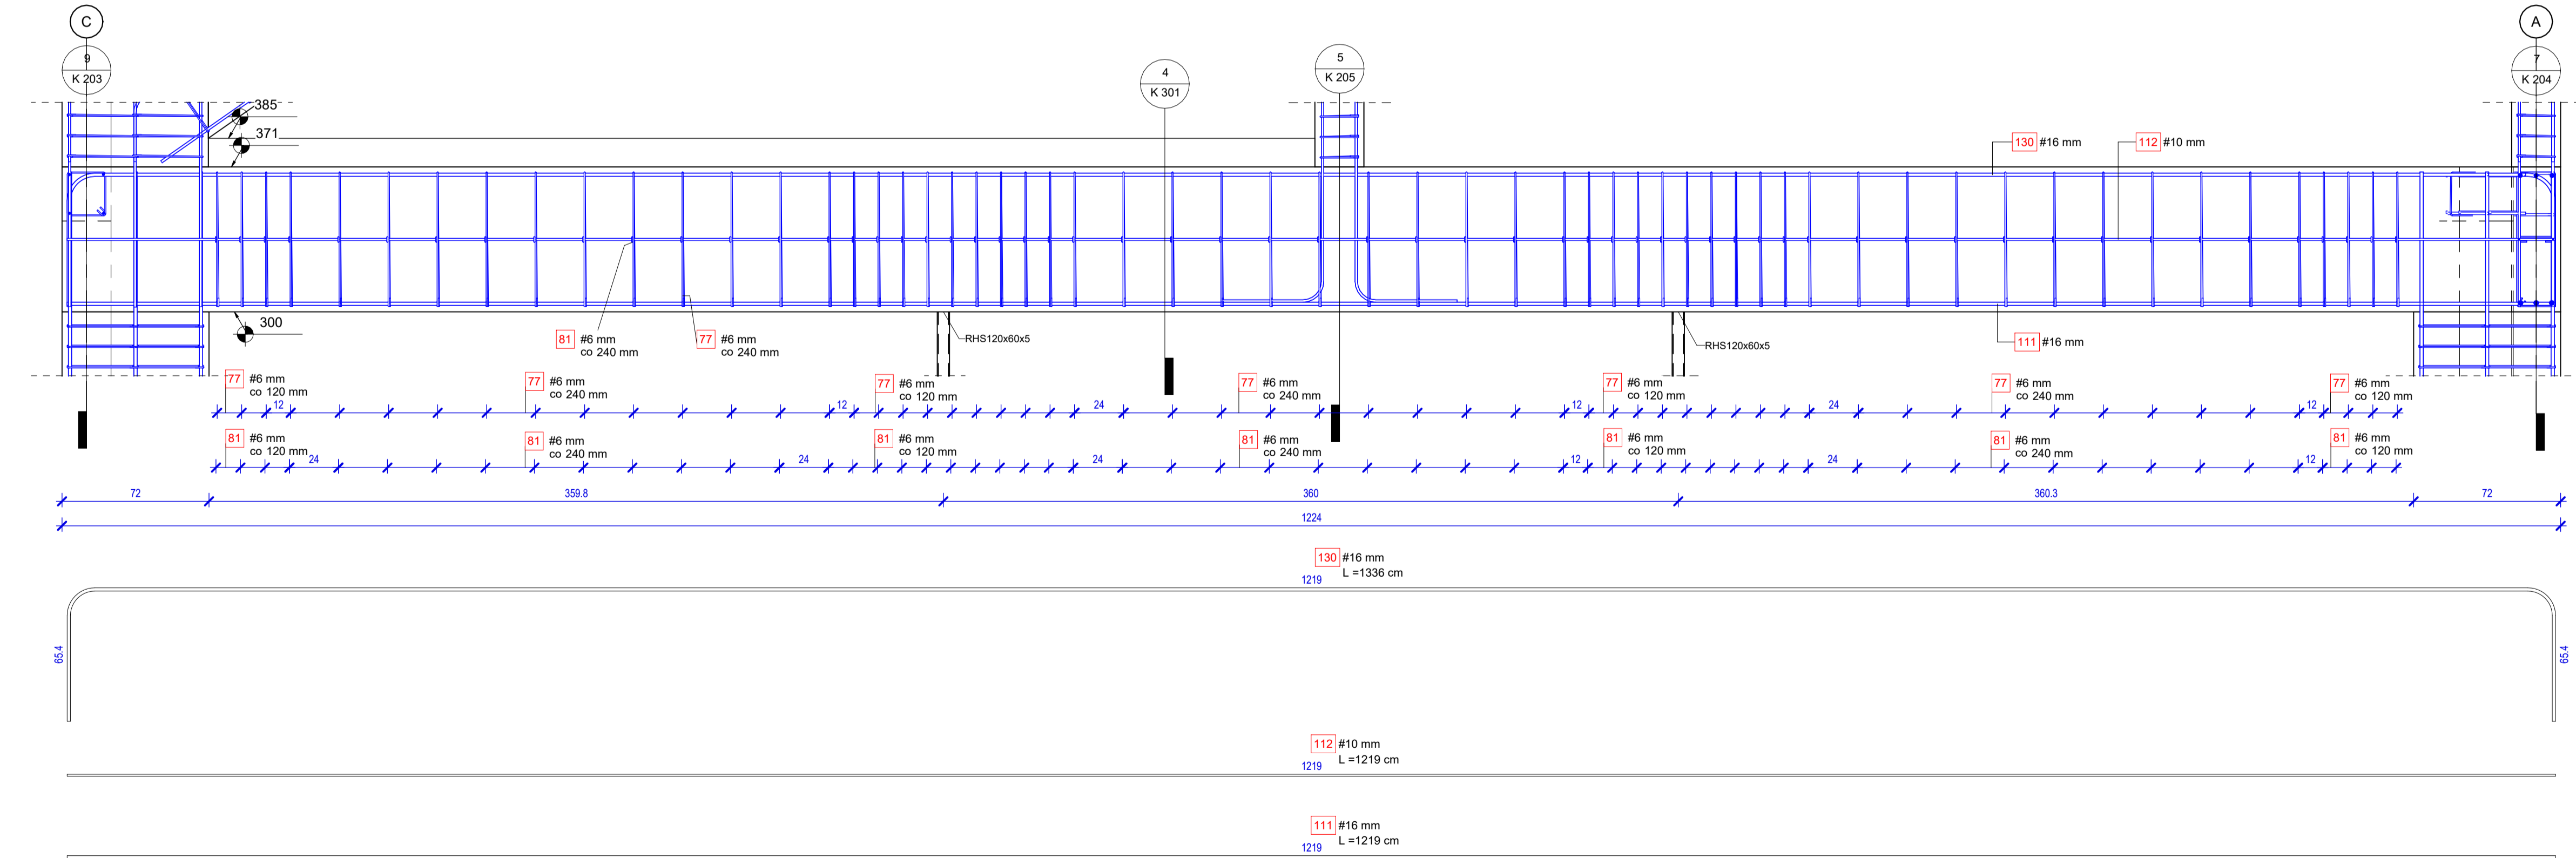 C
A
9
K 203
4
K 301
5
K 205
7
K 204
385
371
300
130 #16 mm
112 #10 mm
81 #6 mm
co 240 mm
77 #6 mm
co 240 mm
RHS120x60x5
RHS120x60x5
111 #16 mm
77 #6 mm
co 120 mm
77 #6 mm
co 240 mm
77 #6 mm
co 120 mm
77 #6 mm
co 240 mm
77 #6 mm
co 120 mm
77 #6 mm
co 240 mm
77 #6 mm
co 120 mm
12 12 24 12 24 12
81 #6 mm
co 120 mm
81 #6 mm
co 240 mm
81 #6 mm
co 120 mm
81 #6 mm
co 240 mm
81 #6 mm
co 120 mm
81 #6 mm
co 240 mm
81 #6 mm
co 120 mm
24 24 24 12 24 12
72 359.8 360 360.3 72
1224
130 #16 mm
L =1336 cm
1219
65.4
65.4
112 #10 mm
L =1219 cm
1219
111 #16 mm
L =1219 cm
1219